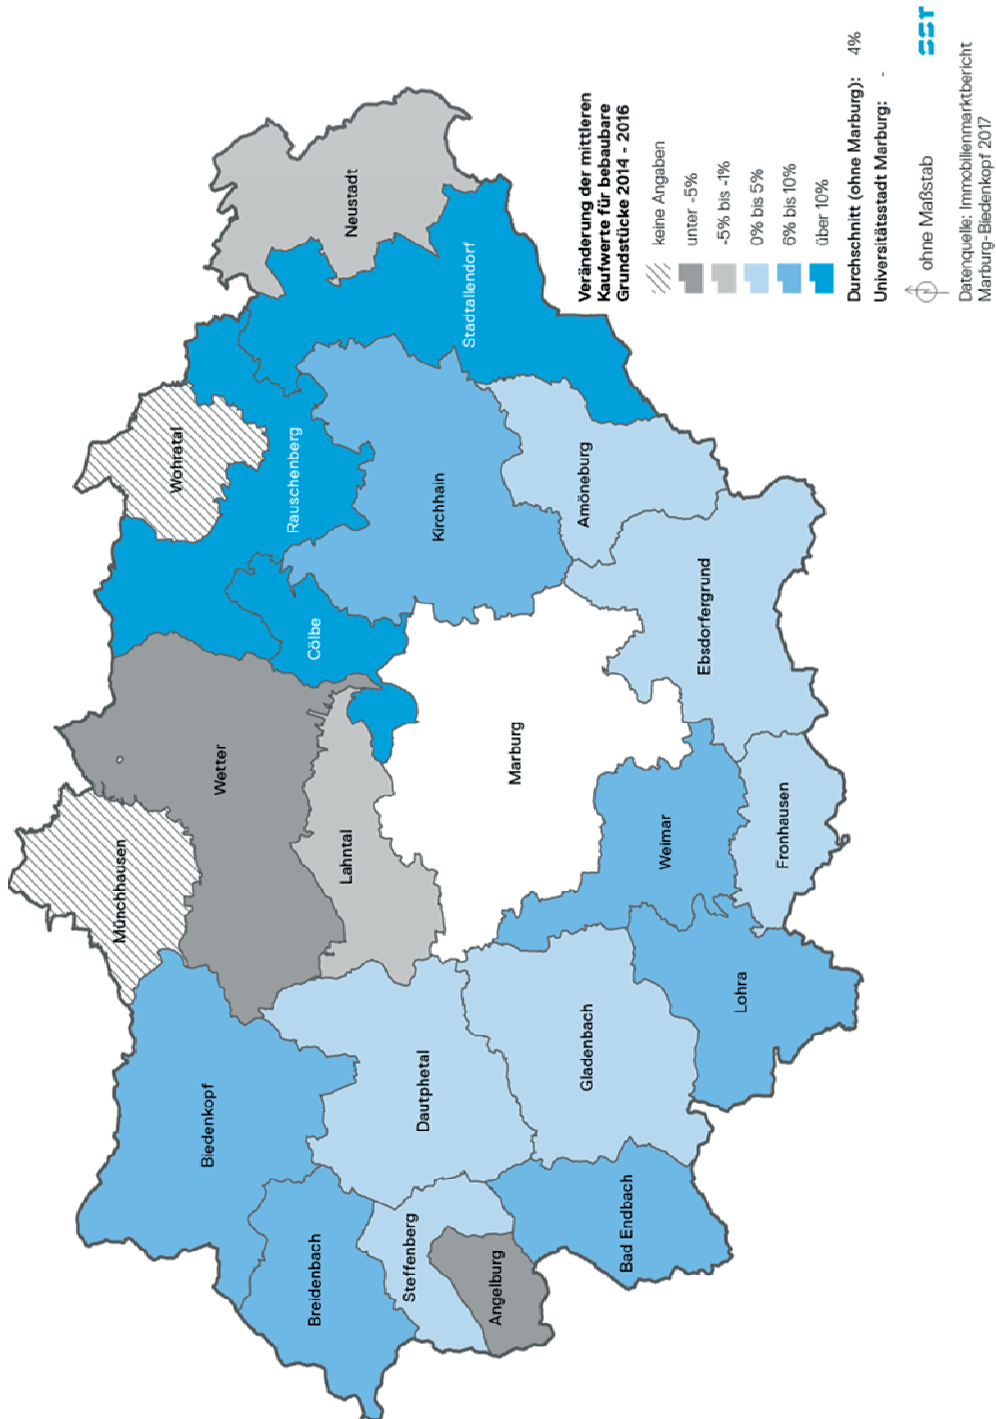 Münchhausen
Wohratal
Wetter
Rauschenberg
Neustadt
Biedenkopf
Lahntal
Cölbe
Stadtallendorf
Breidenbach
Dautphetal
Kirchhain
Steffenberg
Marburg
Amöneburg
Angelburg
Gladenbach
Weimar
Ebsdorfergrund
Bad Endbach
Lohra
Fronhausen
Veränderung der mittleren
Kaufwerte für bebaubare
Grundstücke 2014 - 2016
keine Angaben
unter -5%
-5% bis -1%
0% bis 5%
6% bis 10%
über 10%
Durchschnitt (ohne Marburg): 4%
Universitätsstadt Marburg: -
ohne Maßstab
Datenquelle: Immobilienmarktbericht
Marburg-Biedenkopf 2017